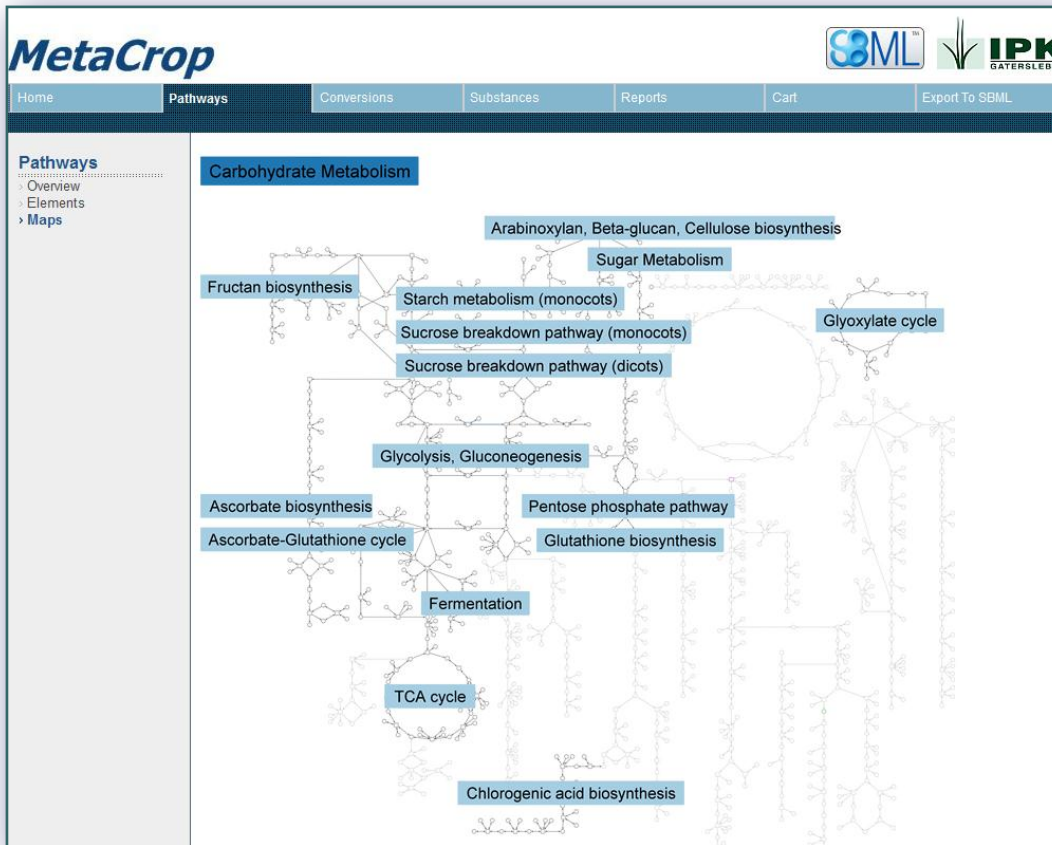 MetaCrop
SBML™
IPK
GATERSLEB
Home
Pathways
Conversions
Substances
Reports
Cart
Export To SBML
Pathways
Overview
Elements
Maps
Carbohydrate Metabolism
Arabinoxylan, Beta-glucan, Cellulose biosynthesis
Sugar Metabolism
Fructan biosynthesis
Starch metabolism (monocots)
Glyoxylate cycle
Sucrose breakdown pathway (monocots)
Sucrose breakdown pathway (dicots)
Glycolysis, Gluconeogenesis
Ascorbate biosynthesis
Pentose phosphate pathway
Ascorbate-Glutathione cycle
Glutathione biosynthesis
Fermentation
TCA cycle
Chlorogenic acid biosynthesis